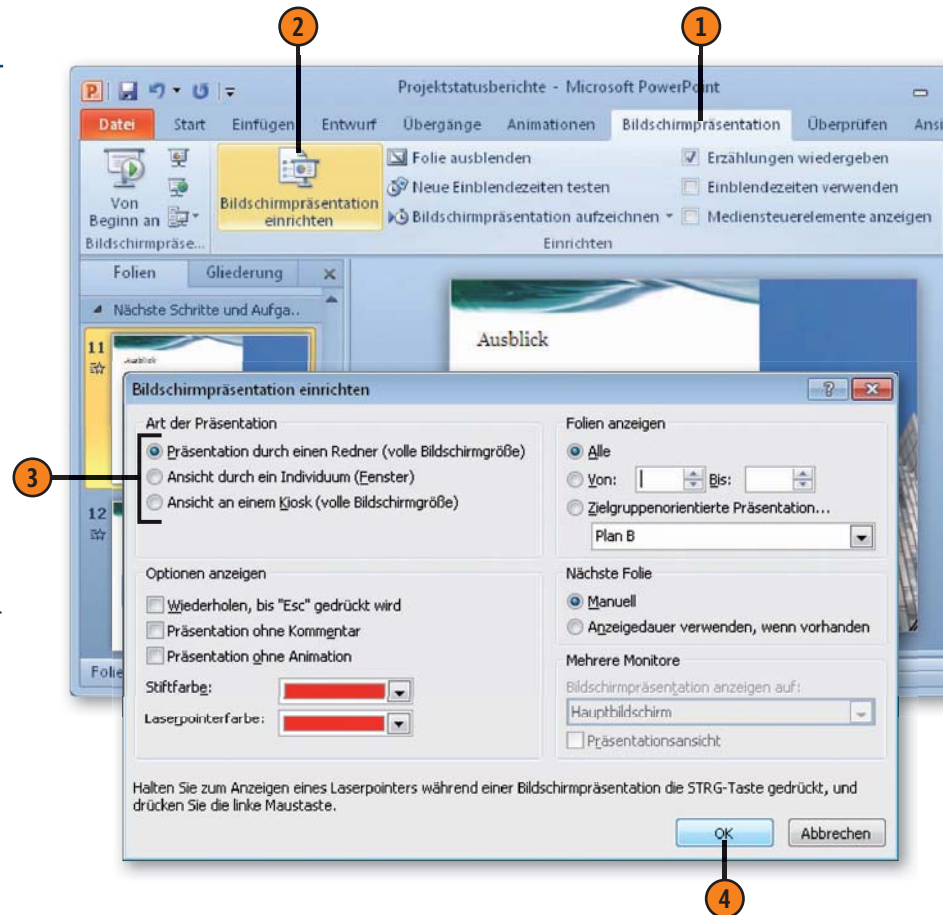 2
1
Projektstatusberichte - Microsoft PowerPoint
Datei Start Einfügen Entwurf Übergänge Animationen Bildschirmpräsentation Überprüfen Ansi
Von Beginn an
Bildschirmpräsentation einrichten
Folie ausblenden
Neue Einblendezeiten testen
Bildschirmpräsentation aufzeichnen
Erzählungen wiedergeben
Einblendezeiten verwenden
Mediensteuerelemente anzeigen
Bildschirmpräse...
Einrichten
Folien Gliederung
Nächste Schritte und Aufga..
11
Ausblick
Ausblick
12
Folie
Bildschirmpräsentation einrichten
3
Art der Präsentation
Präsentation durch einen Redner (volle Bildschirmgröße)
Ansicht durch ein Individuum (Fenster)
Ansicht an einem Kiosk (volle Bildschirmgröße)
Folien anzeigen
Alle
Von: Bis:
Zielgruppenorientierte Präsentation...
Plan B
Optionen anzeigen
Wiederholen, bis "Esc" gedrückt wird
Präsentation ohne Kommentar
Präsentation ohne Animation
Stiftfarbe:
Laserpointerfarbe:
Nächste Folie
Manuell
Anzeigedauer verwenden, wenn vorhanden
Mehrere Monitore
Bildschirmpräsentation anzeigen auf:
Hauptbildschirm
Präsentationsansicht
Halten Sie zum Anzeigen eines Laserpointers während einer Bildschirmpräsentation die STRG-Taste gedrückt, und
drücken Sie die linke Maustaste.
OK Abbrechen
4